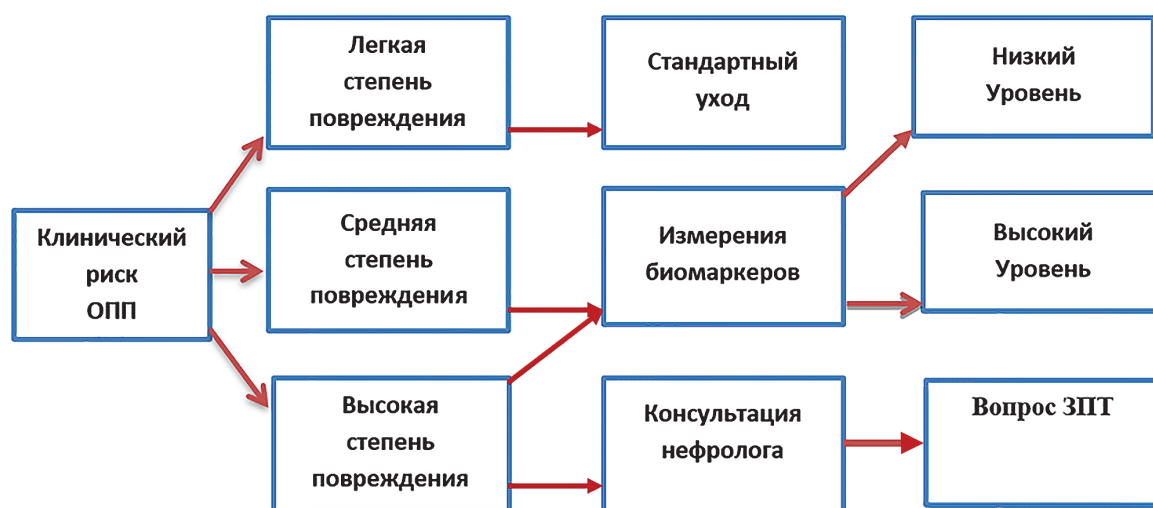 Клинический
риск
ОПП
Легкая
степень
повреждения
Средняя
степень
повреждения
Высокая
степень
повреждения
Стандартный
уход
Измерения
биомаркеров
Консультация
нефролога
Низкий
Уровень
Высокий
Уровень
Вопрос ЗПТ